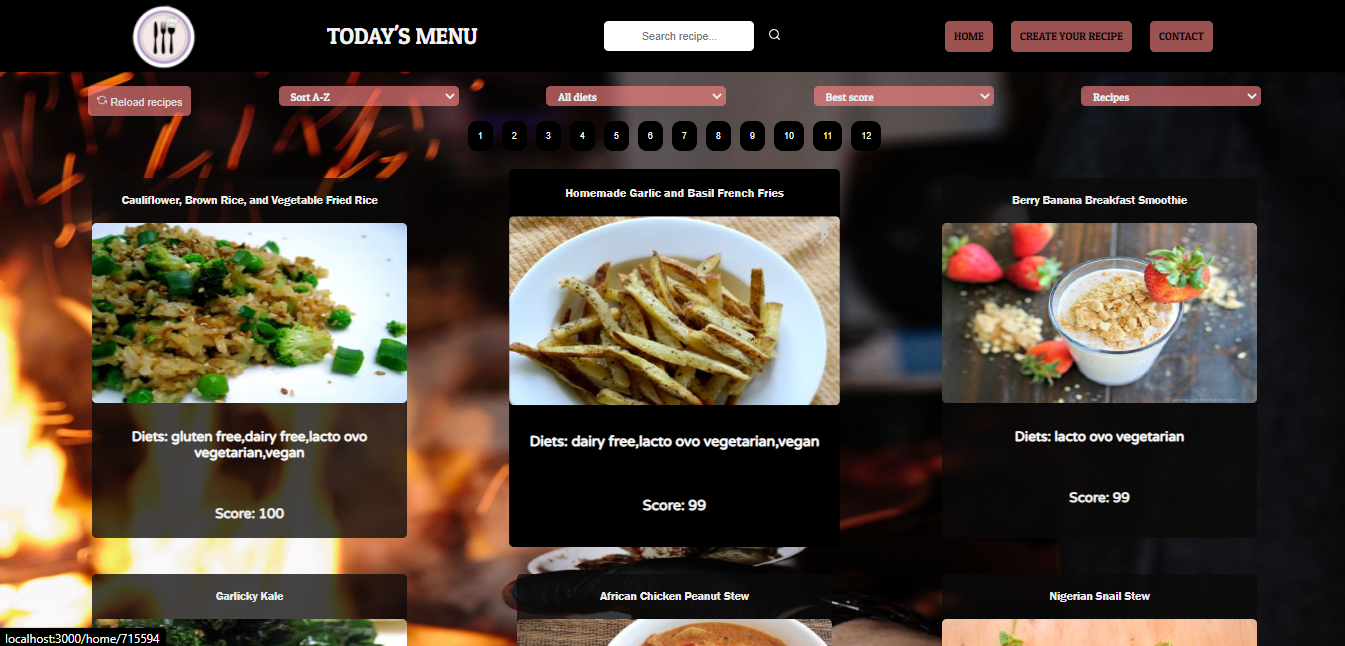 TODAY'S MENU
Search recipe...
HOME
CREATE YOUR RECIPE
CONTACT
Reload recipes
Sort A-Z
All diets
Best score
Recipes
1 2 3 4 5 6 7 8 9 10 11 12
Cauliflower, Brown Rice, and Vegetable Fried Rice
Diets: gluten free,dairy free,lacto ovo
vegetarian,vegan
Score: 100
Homemade Garlic and Basil French Fries
Diets: dairy free,lacto ovo vegetarian,vegan
Score: 99
Berry Banana Breakfast Smoothie
Diets: lacto ovo vegetarian
Score: 99
Garlicky Kale
African Chicken Peanut Stew
Nigerian Snail Stew
localhost:3000/home/715594